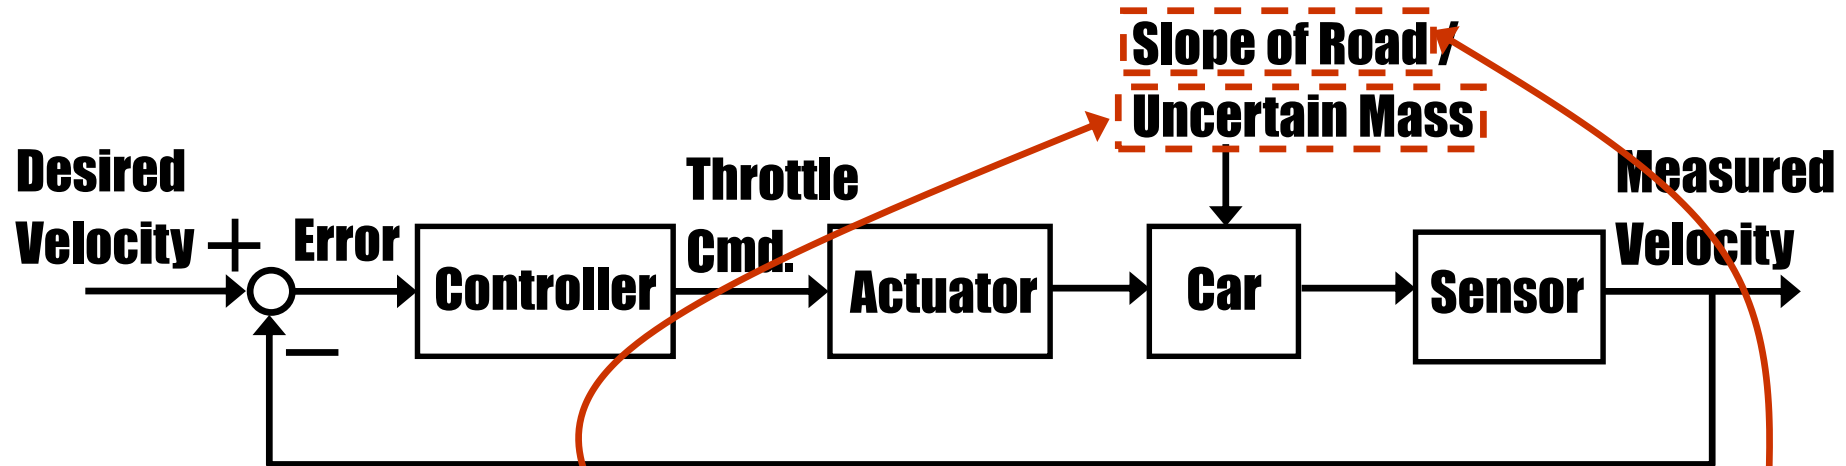 Slope of Road /
Uncertain Mass
Desired
Velocity +
Error
Controller
Throttle
Cmd.
Actuator
Car
Sensor
Measured
Velocity
−